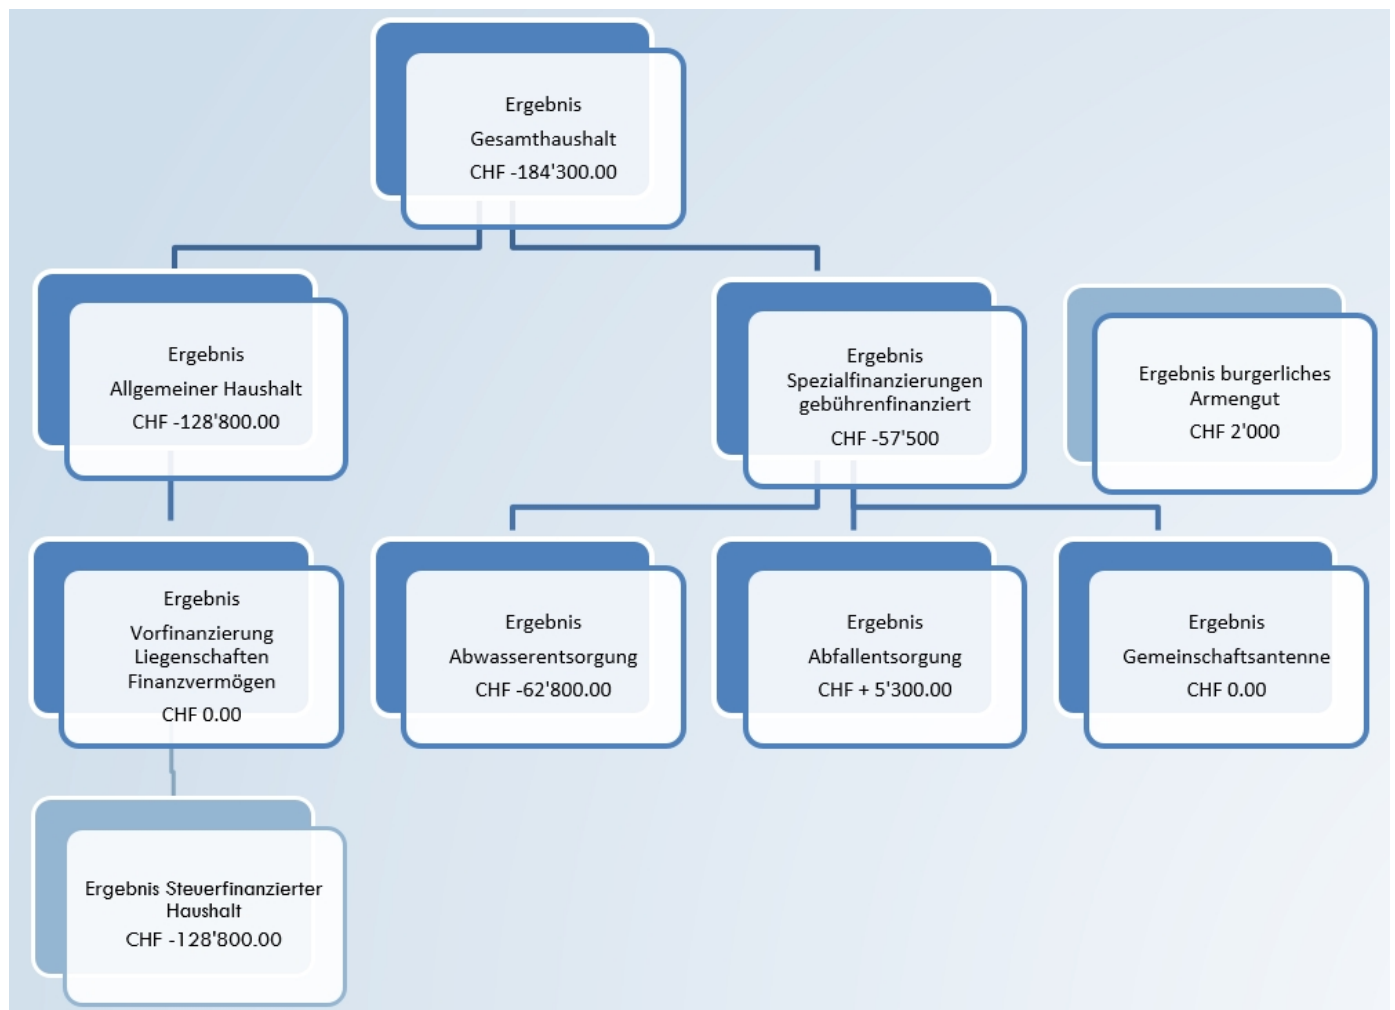 Ergebnis
Gesamthaushalt
CHF -184'300.00
Ergebnis
Allgemeiner Haushalt
CHF -128'800.00
Ergebnis
Spezialfinanzierungen
gebührenfinanziert
CHF -57'500
Ergebnis burgerliches
Armengut
CHF 2'000
Ergebnis
Vorfinanzierung
Liegenschaften
Finanzvermögen
CHF 0.00
Ergebnis
Abwasserentsorgung
CHF -62'800.00
Ergebnis
Abfallentsorgung
CHF + 5'300.00
Ergebnis
Gemeinschaftsantenne
CHF 0.00
Ergebnis Steuerfinanzierter
Haushalt
CHF -128'800.00